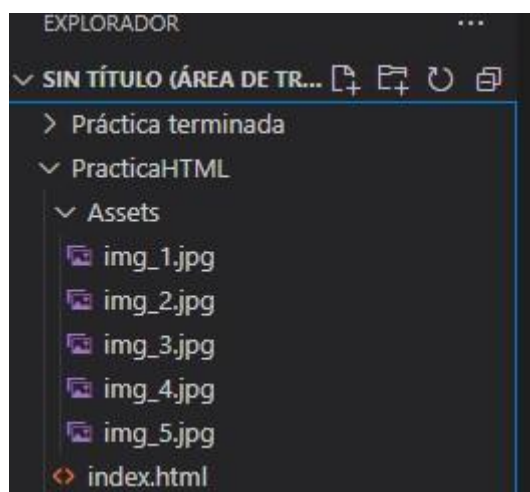 EXPLORADOR ...
SIN TÍTULO (ÁREA DE TR...
Práctica terminada
PracticaHTML
Assets
img_1.jpg
img_2.jpg
img_3.jpg
img_4.jpg
img_5.jpg
index.html